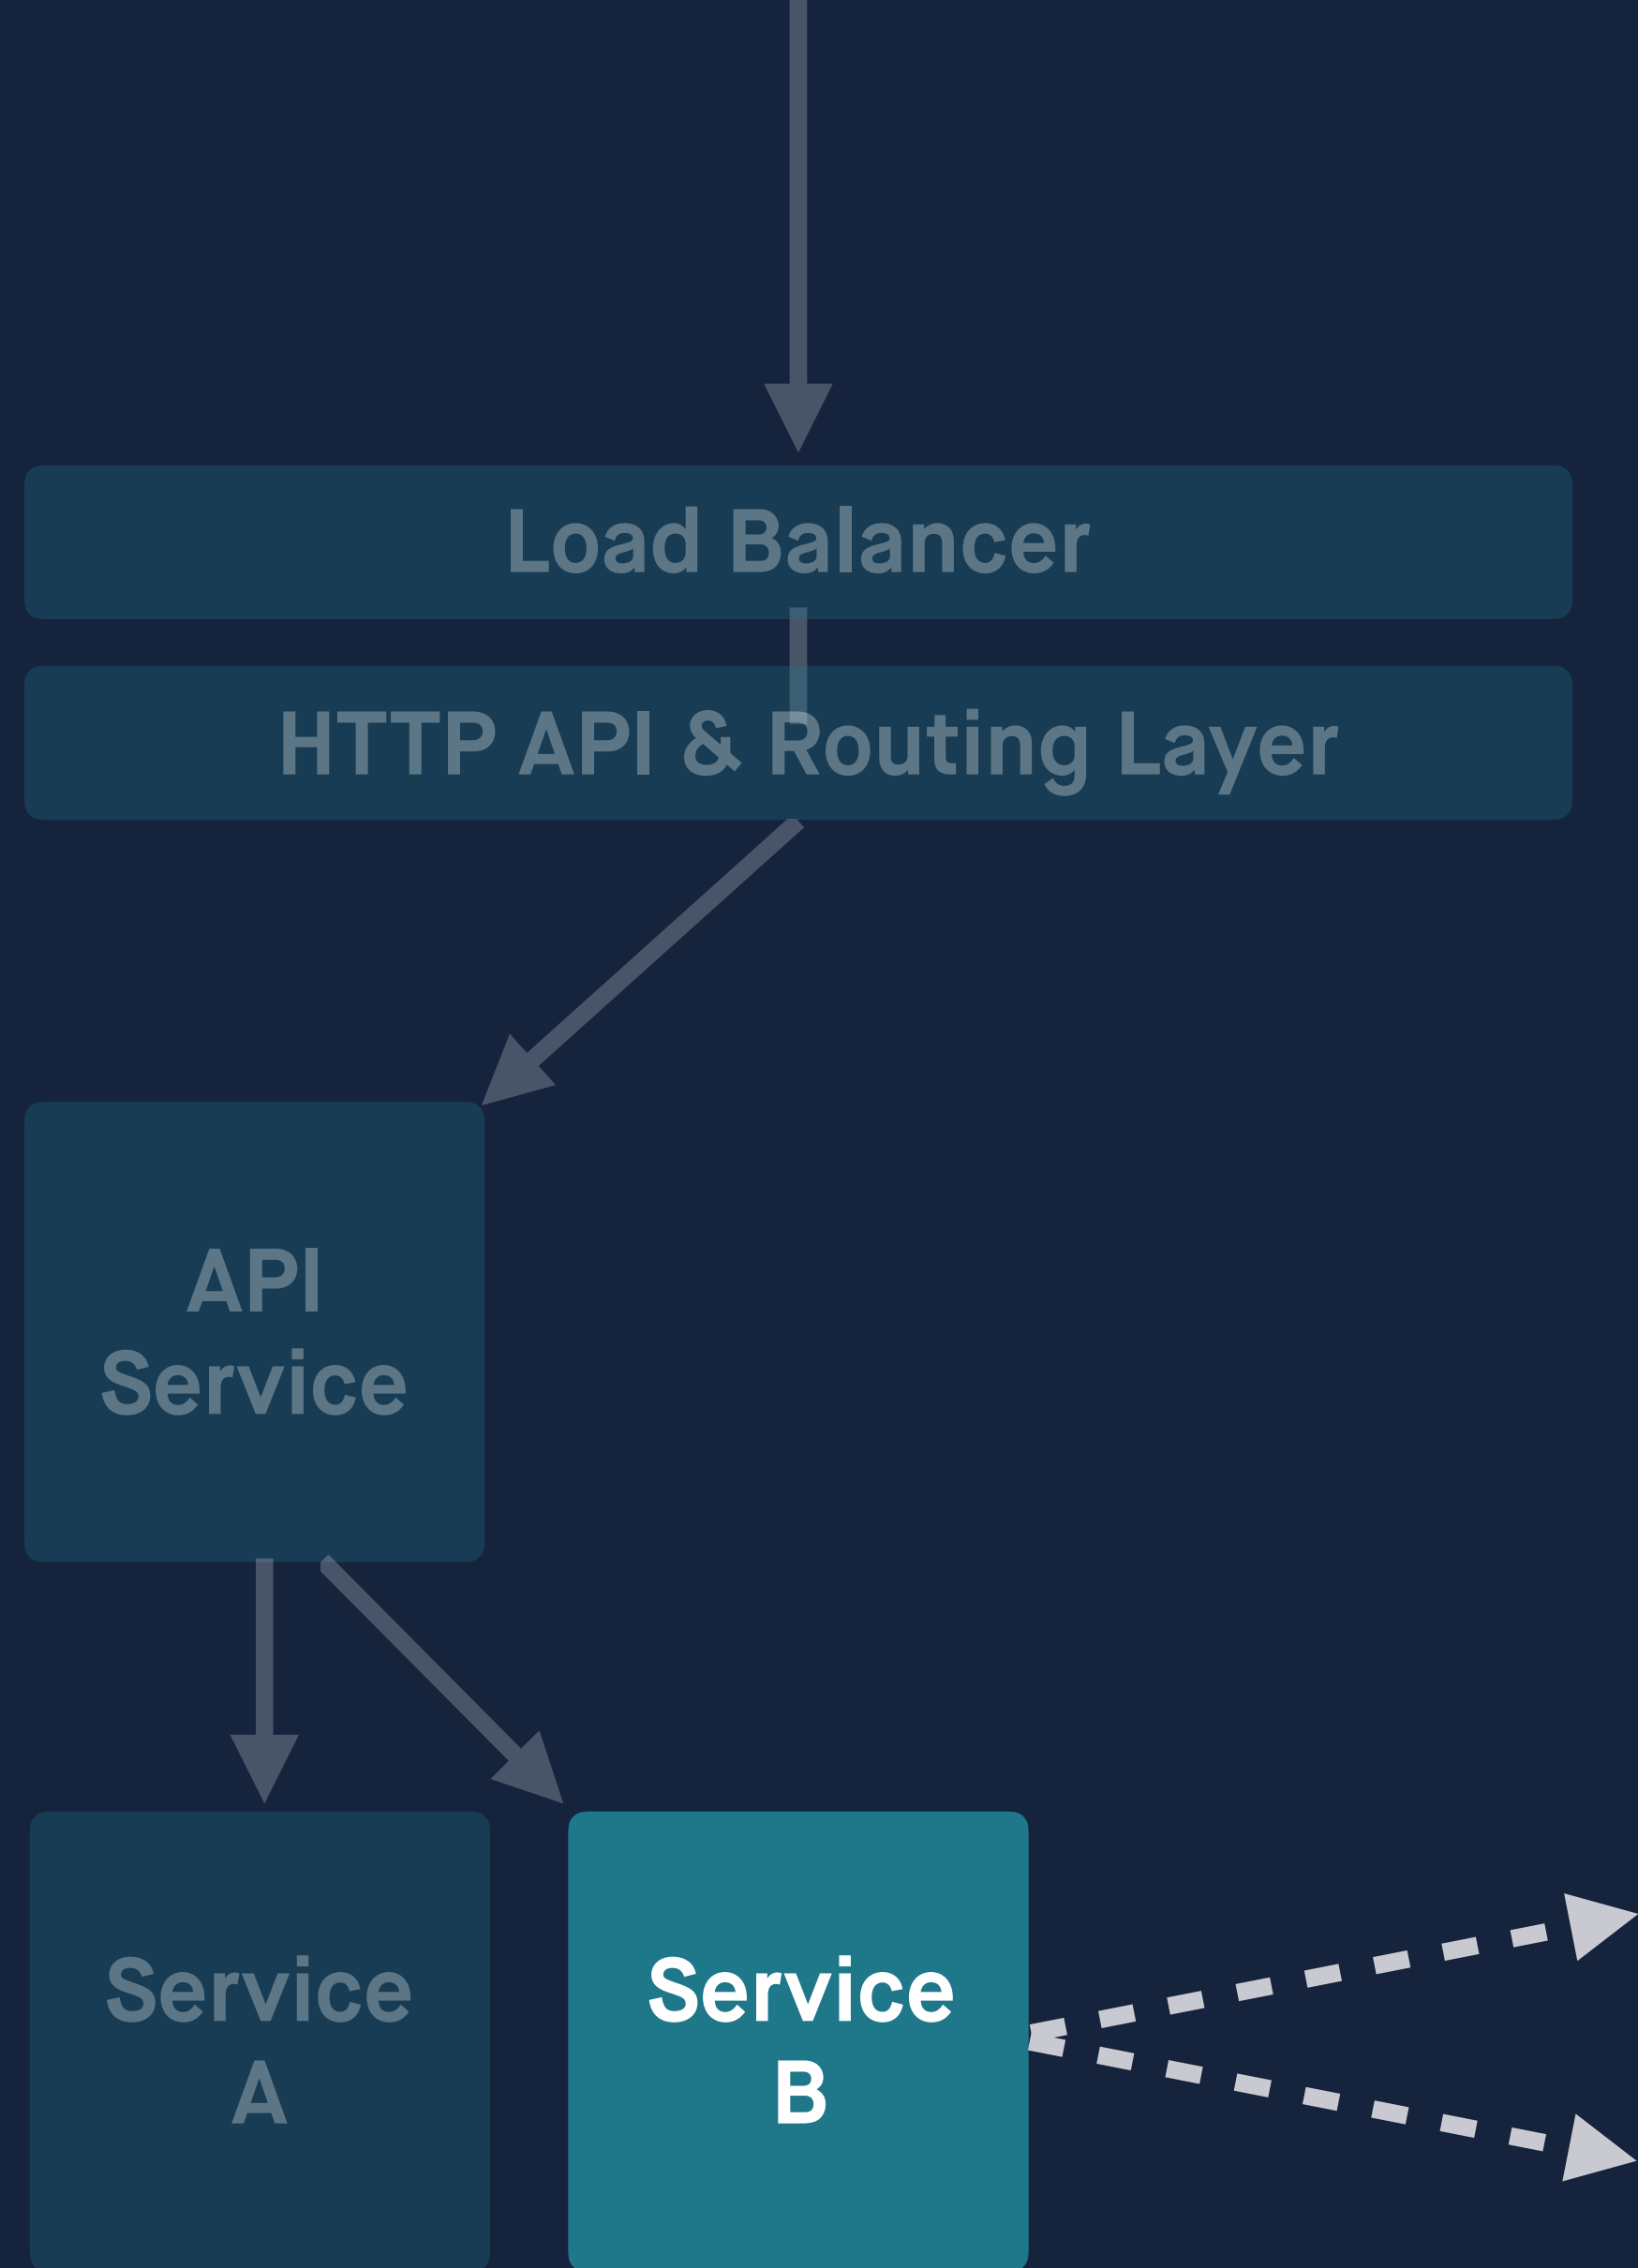 Load Balancer
HTTP API & Routing Layer
API
Service
Service
A
Service
B